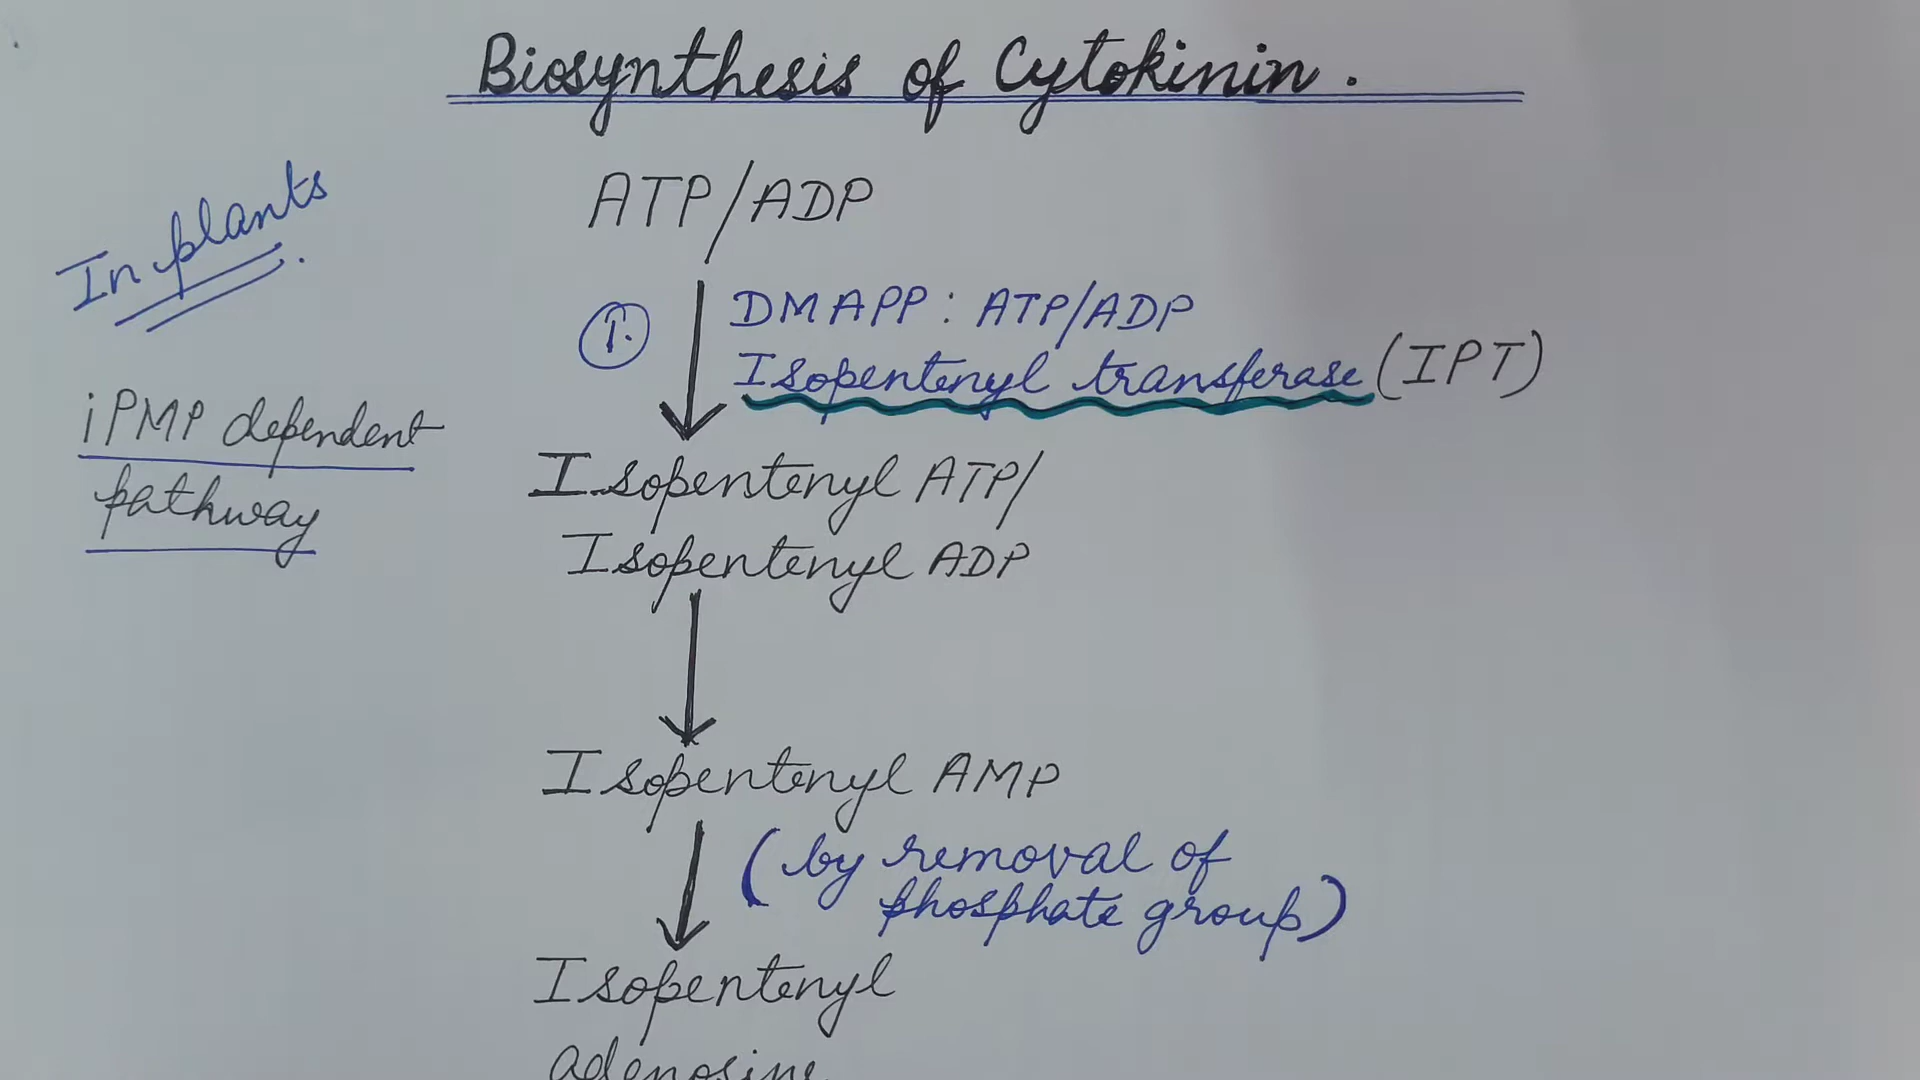 Biosynthesis of Cytokinin.
In plants.
ATP/ADP
1.
DMAPP: ATP/ADP
Isopentenyl transferase (IPT)
iPMP dependent
pathway
Isopentenyl ATP/
Isopentenyl ADP
Isopentenyl AMP
(by removal of
phosphate group)
Isopentenyl
adenosine